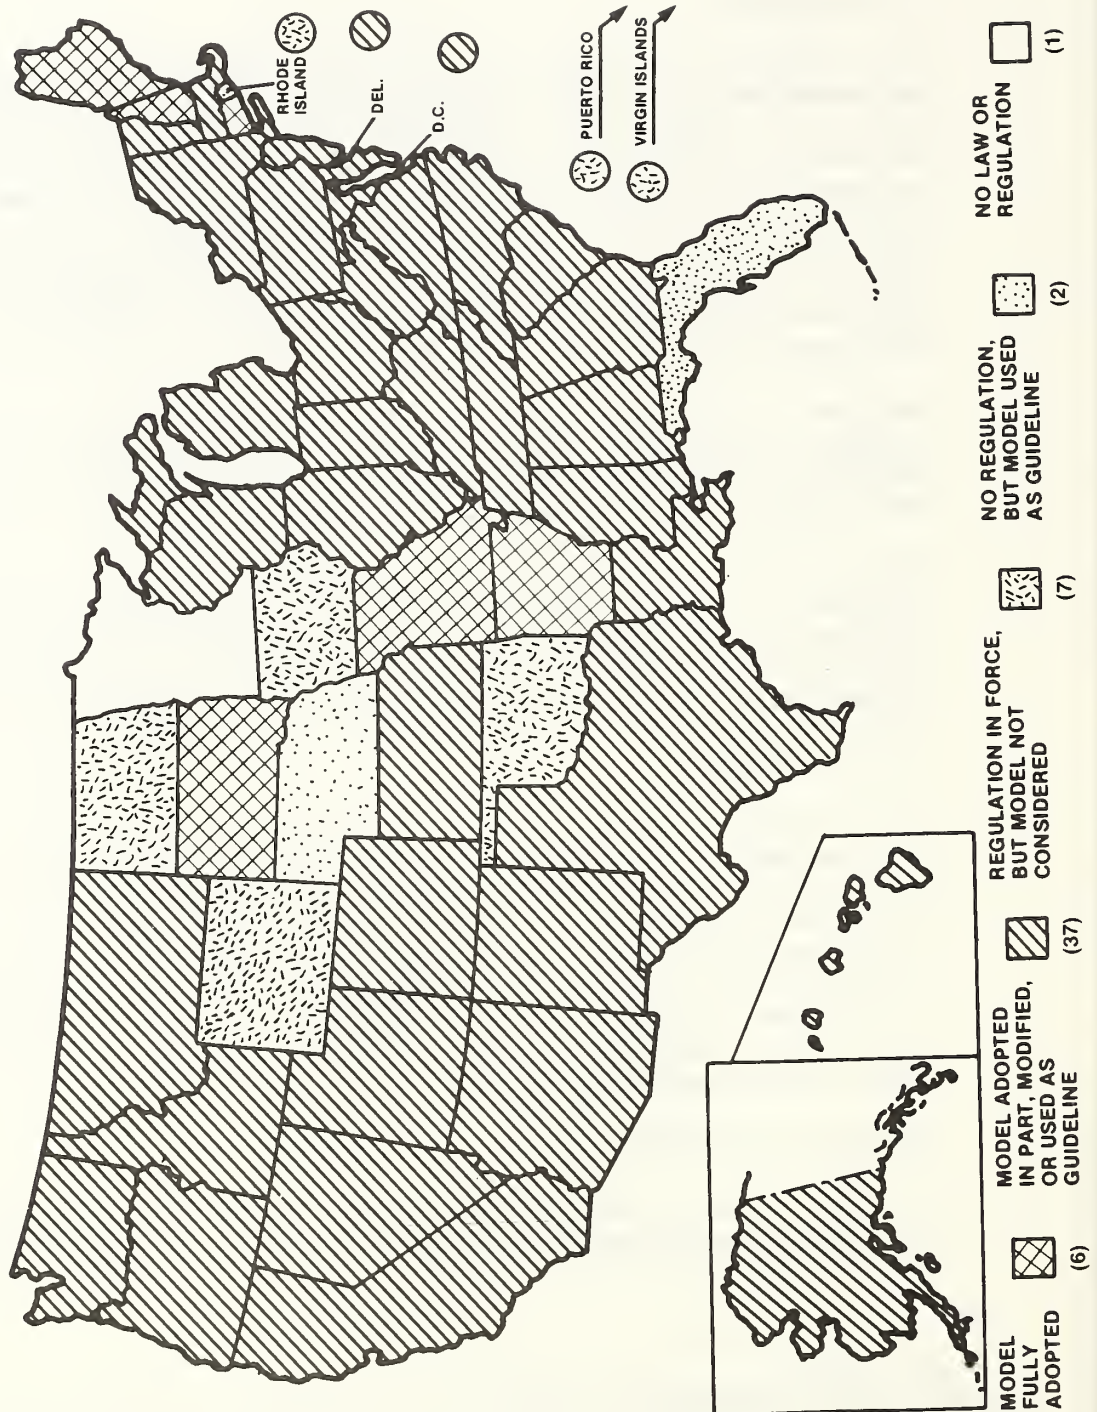 RHODE
ISLAND
DEL.
D.C.
PUERTO RICO
VIRGIN ISLANDS
MODEL
FULLY
ADOPTED
(6)
MODEL ADOPTED
IN PART, MODIFIED,
OR USED AS
GUIDELINE
(37)
REGULATION IN FORCE,
BUT MODEL NOT
CONSIDERED
(7)
NO REGULATION,
BUT MODEL USED
AS GUIDELINE
(2)
NO LAW OR
REGULATION
(1)